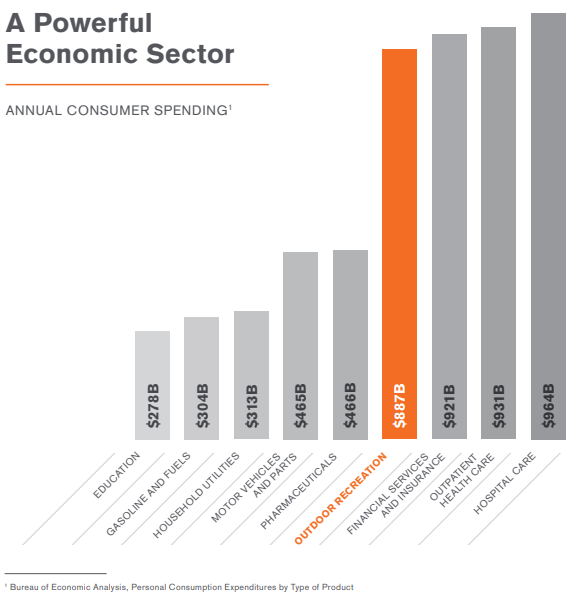 A Powerful
Economic Sector
ANNUAL CONSUMER SPENDING¹
$278B
$304B
$313B
$465B
$466B
$887B
$921B
$931B
$964B
EDUCATION
GASOLINE AND FUELS
HOUSEHOLD UTILITIES
MOTOR VEHICLES
AND PARTS
PHARMACEUTICALS
OUTDOOR RECREATION
FINANCIAL SERVICES
AND INSURANCE
OUTPATIENT
HEALTH CARE
HOSPITAL CARE
¹ Bureau of Economic Analysis, Personal Consumption Expenditures by Type of Product